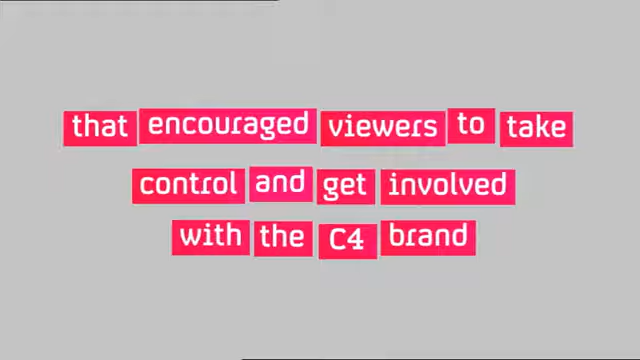 that encouraged viewers to take
control and get involved
with the C4 brand